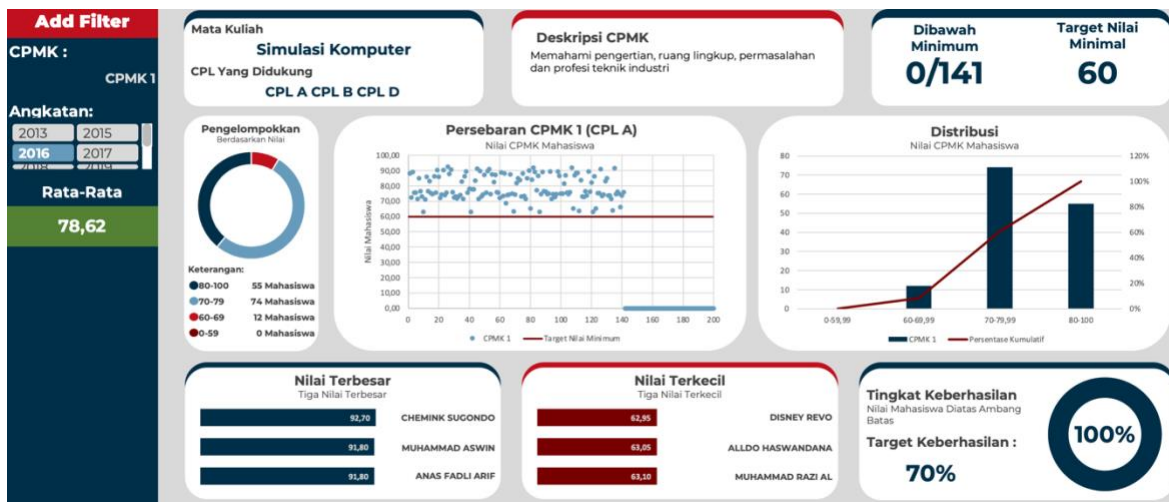 Add Filter
CPMK :
CPMK 1
Angkatan:
2013 2015
2016 2017
2018 2019
Rata-Rata
78,62
Mata Kuliah
Simulasi Komputer
CPL Yang Didukung
CPL A CPL B CPL D
Deskripsi CPMK
Memahami pengertian, ruang lingkup, permasalahan
dan profesi teknik industri
Dibawah
Minimum
0/141
Target Nilai
Minimal
60
Pengelompokkan
Berdasarkan Nilai
Keterangan:
80-100 55 Mahasiswa
70-79 74 Mahasiswa
60-69 12 Mahasiswa
0-59 0 Mahasiswa
Persebaran CPMK 1 (CPL A)
Nilai CPMK Mahasiswa
Nilai Mahasiswa
100,00
90,00
80,00
70,00
60,00
50,00
40,00
30,00
20,00
10,00
0,00
0 20 40 60 80 100 120 140 160 180 200
CPMK 1 Target Nilai Minimum
Distribusi
Nilai CPMK Mahasiswa
80
70
60
50
40
30
20
10
0
120%
100%
80%
60%
40%
20%
0%
0-59,99 60-69,99 70-79,99 80-100
CPMK 1 Persentase Kumulatif
Nilai Terbesar
Tiga Nilai Terbesar
92,70 CHEMINK SUGONDO
91,80 MUHAMMAD ASWIN
91,80 ANAS FADLI ARIF
Nilai Terkecil
Tiga Nilai Terkecil
62,95 DISNEY REVO
63,05 ALLDO HASWANDANA
63,10 MUHAMMAD RAZI AL
Tingkat Keberhasilan
Nilai Mahasiswa Diatas Ambang
Batas
Target Keberhasilan :
70%
100%